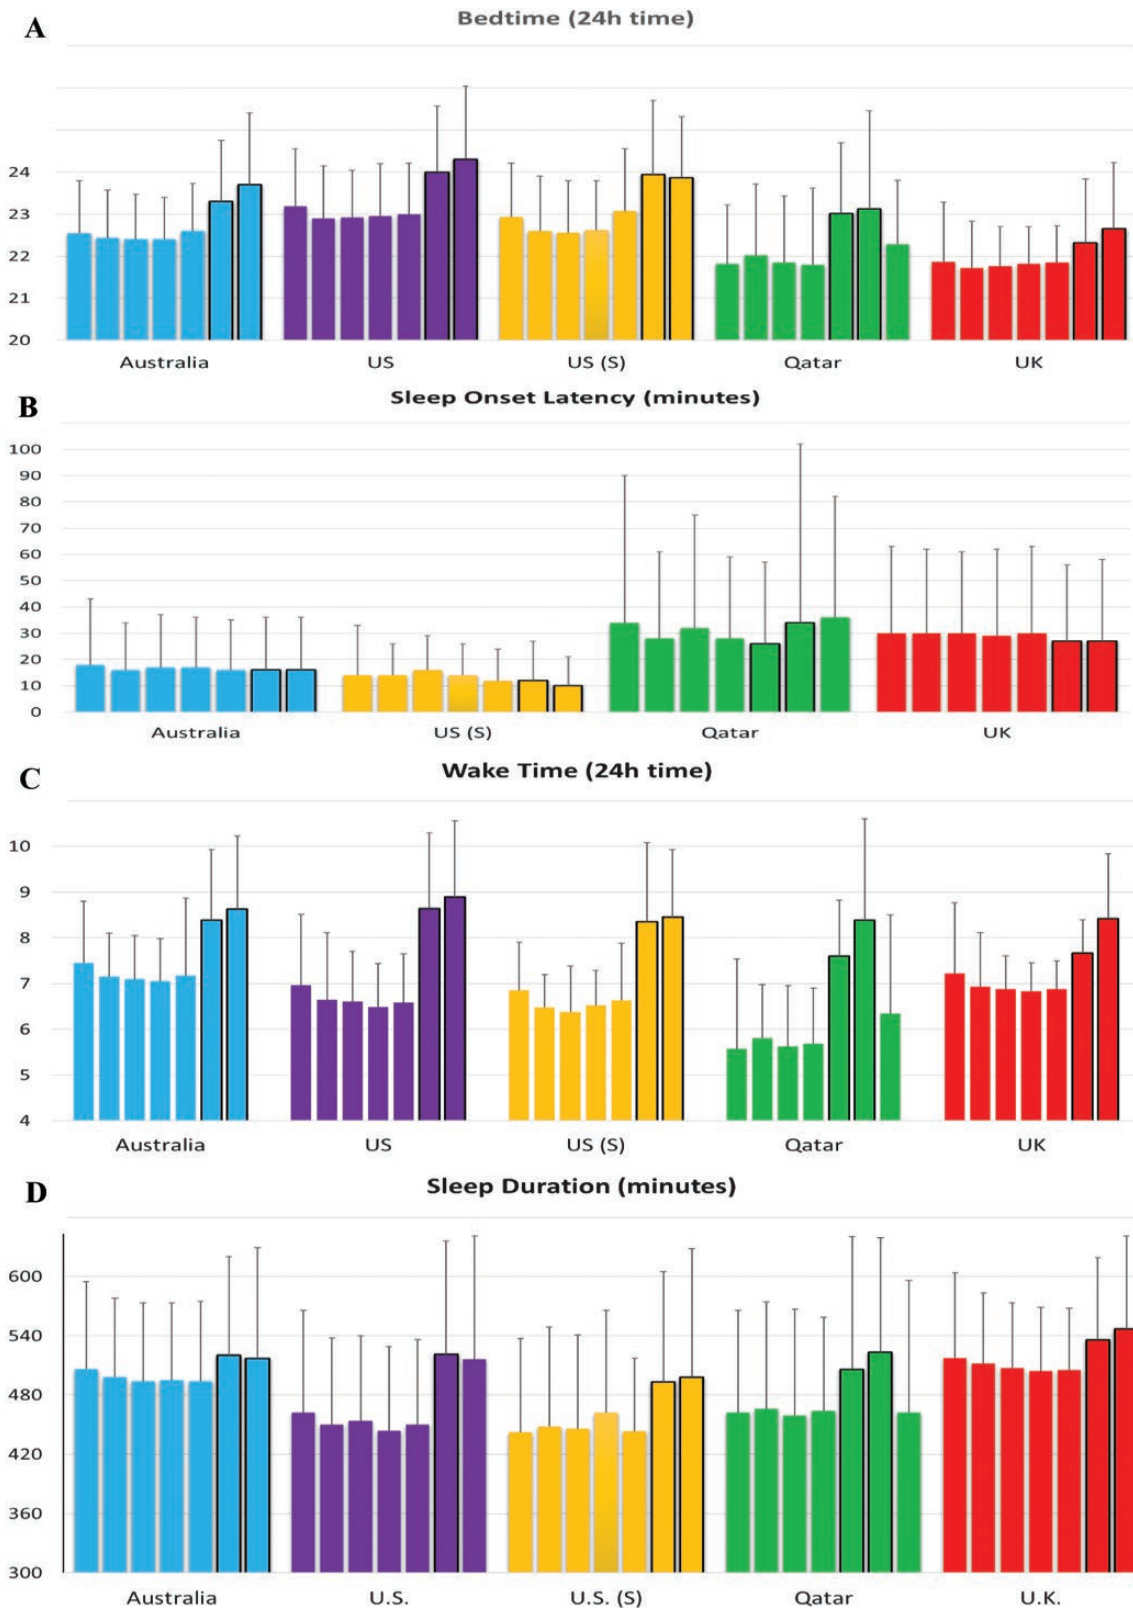 A
Bedtime (24h time)
24
23
22
21
20
Australia US US (S) Qatar UK
B
Sleep Onset Latency (minutes)
100
90
80
70
60
50
40
30
20
10
0
Australia US (S) Qatar UK
C
Wake Time (24h time)
10
9
8
7
6
5
4
Australia US US (S) Qatar UK
D
Sleep Duration (minutes)
600
540
480
420
360
300
Australia U.S. U.S. (S) Qatar U.K.